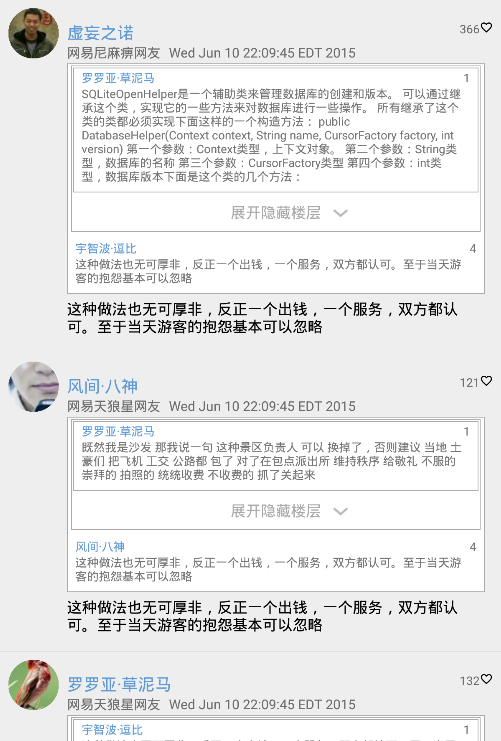 虚妄之诺
366
网易尼麻痹网友 Wed Jun 10 22:09:45 EDT 2015
罗罗亚·草泥马 1
SQLiteOpenHelper是一个辅助类来管理数据库的创建和版本。 可以通过继
承这个类，实现它的一些方法来对数据库进行一些操作。 所有继承了这个
类的类都必须实现下面这样的一个构造方法： public
DatabaseHelper(Context context, String name, CursorFactory factory, int
version) 第一个参数：Context类型，上下文对象。 第二个参数：String类
型，数据库的名称 第三个参数：CursorFactory类型 第四个参数：int类
型，数据库版本下面是这个类的几个方法：
展开隐藏楼层
宇智波·逗比 4
这种做法也无可厚非，反正一个出钱，一个服务，双方都认可。至于当天游
客的抱怨基本可以忽略
这种做法也无可厚非，反正一个出钱，一个服务，双方都认
可。至于当天游客的抱怨基本可以忽略
风间·八神
121
网易天狼星网友 Wed Jun 10 22:09:45 EDT 2015
罗罗亚·草泥马 1
既然我是沙发 那我说一句 这种景区负责人 可以 换掉了，否则建议 当地 土
豪们 把飞机 工交 公路都 包了 对了在包点派出所 维持秩序 给敬礼 不服的
崇拜的 拍照的 统统收费 不收费的 抓了关起来
展开隐藏楼层
风间·八神 4
这种做法也无可厚非，反正一个出钱，一个服务，双方都认可。至于当天游
客的抱怨基本可以忽略
这种做法也无可厚非，反正一个出钱，一个服务，双方都认
可。至于当天游客的抱怨基本可以忽略
罗罗亚·草泥马
132
网易天狼星网友 Wed Jun 10 22:09:45 EDT 2015
宇智波·逗比 1